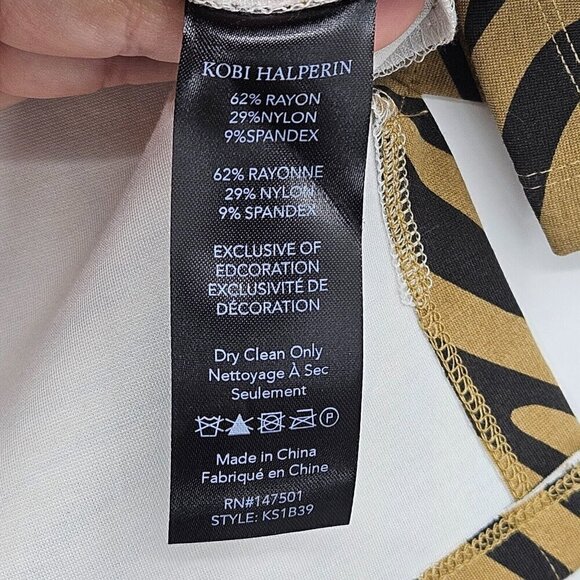 KOBI HALPERIN
62% RAYON
29%NYLON
9%SPANDEX
62% RAYONNE
29% NYLON
9% SPANDEX
EXCLUSIVE OF
EDCORATION
EXCLUSIVITÉ DE
DÉCORATION
Dry Clean Only
Nettoyage À Sec
Seulement
P
Made in China
Fabriqué en Chine
RN#147501
STYLE: KS1B39